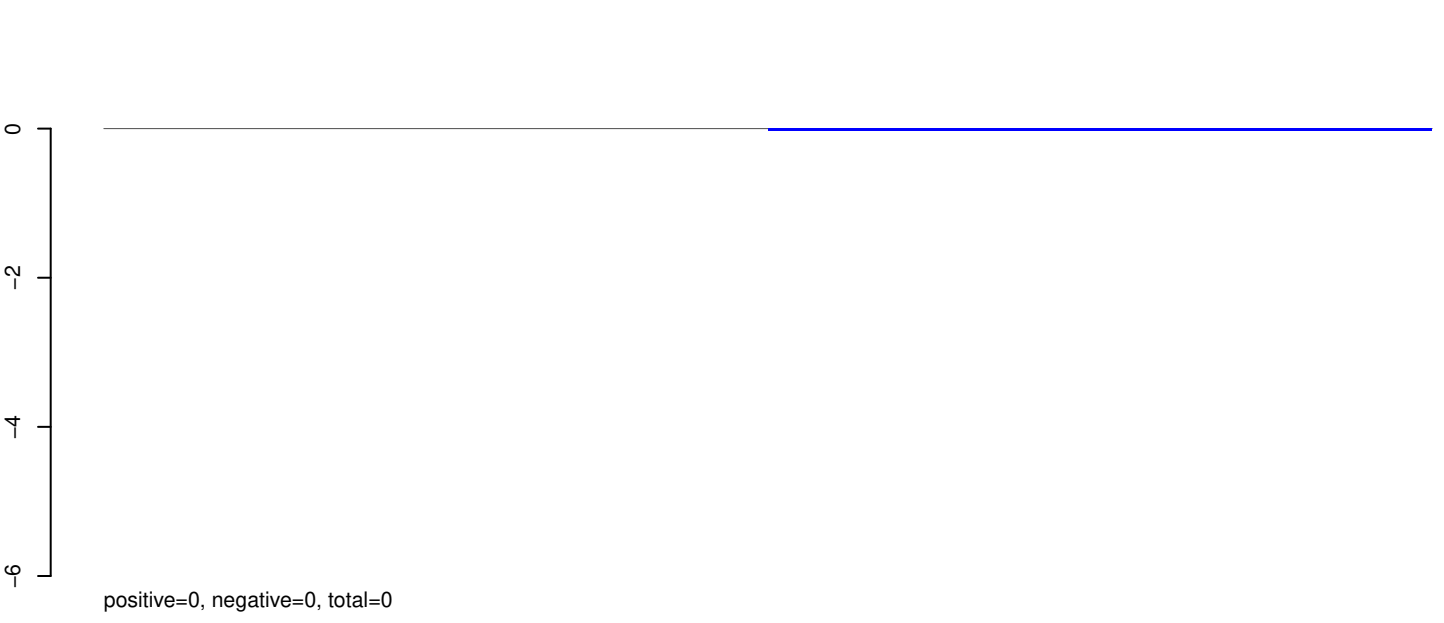 0
−2
−4
−6
positive=0, negative=0, total=0